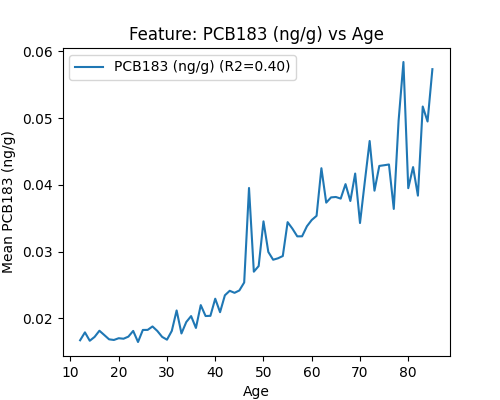 Feature: PCB183 (ng/g) vs Age
PCB183 (ng/g) (R2=0.40)
Mean PCB183 (ng/g)
0.06
0.05
0.04
0.03
0.02
10 20 30 40 50 60 70 80
Age